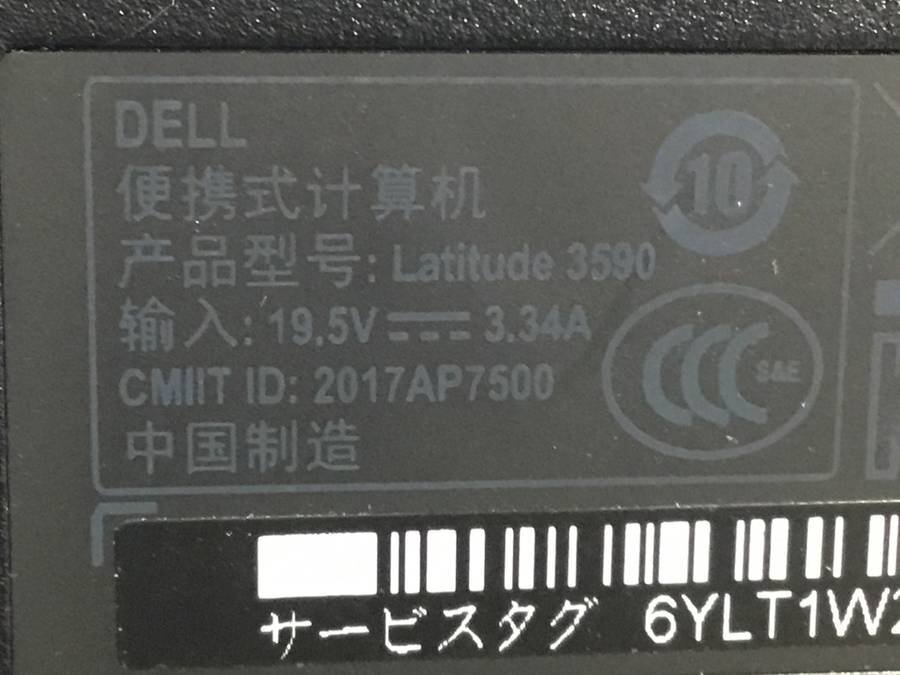 DELL
便携式计算机
产品型号: Latitude 3590
输入: 19.5V 3.34A
CMIIT ID: 2017AP7500
中国制造
10
CCC S&E
サービスタグ 6YLT1W2